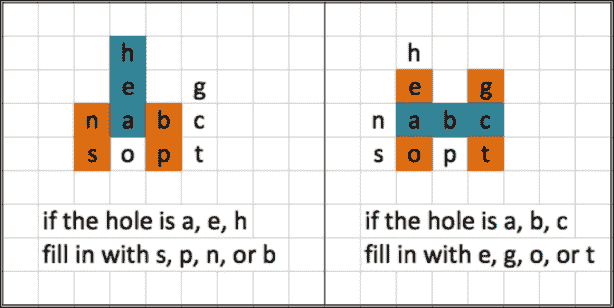 h
e g
n a b c
s o p t
if the hole is a, e, h
fill in with s, p, n, or b
h
e g
n a b c
s o p t
if the hole is a, b, c
fill in with e, g, o, or t